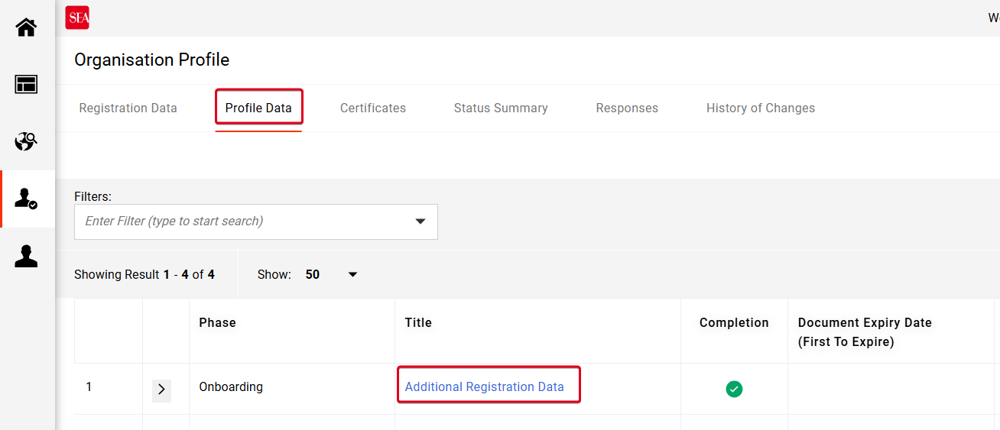 SEA
Organisation Profile
Registration Data Profile Data Certificates Status Summary Responses History of Changes
Filters:
Enter Filter (type to start search)
Showing Result 1 - 4 of 4 Show: 50
Phase Title Completion Document Expiry Date
(First To Expire)
1 Onboarding Additional Registration Data